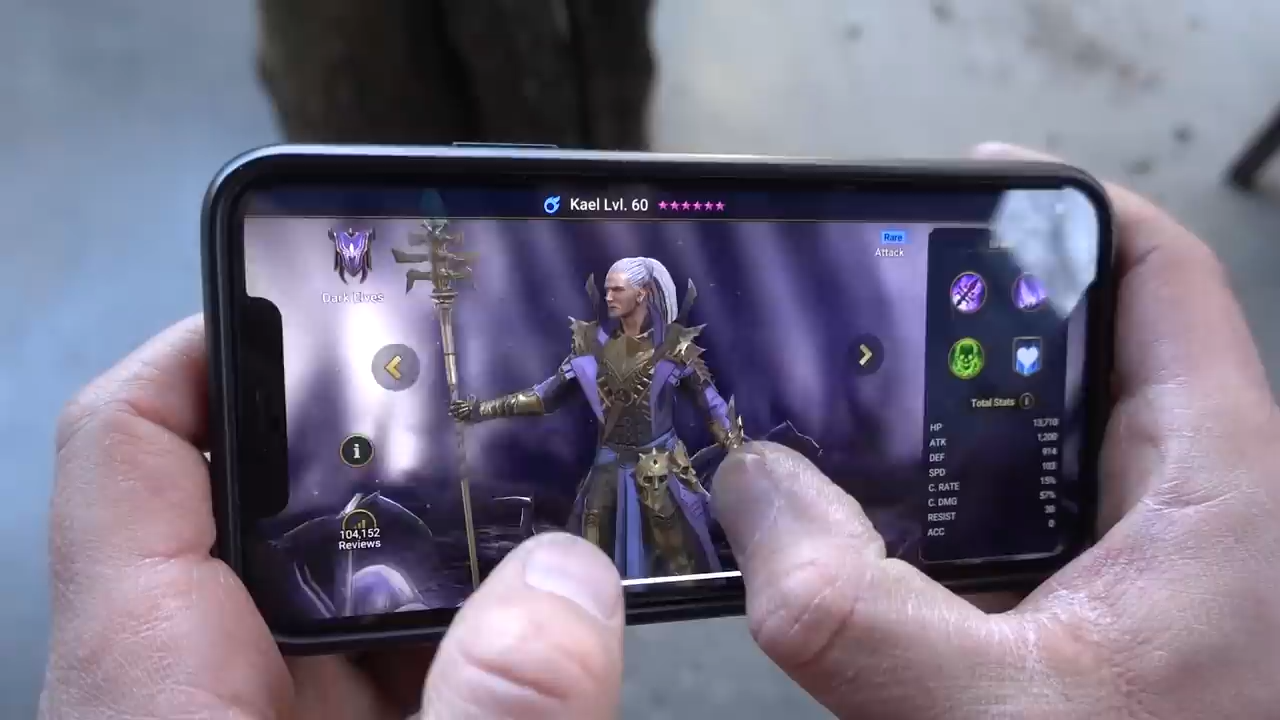 Kael Lvl. 60
Dark Elves
Rare
Attack
104,152
Reviews
Total Stats i
HP 13,710
ATK 1,200
DEF 914
SPD 103
C. RATE 15%
C. DMG 57%
RESIST 30
ACC 0